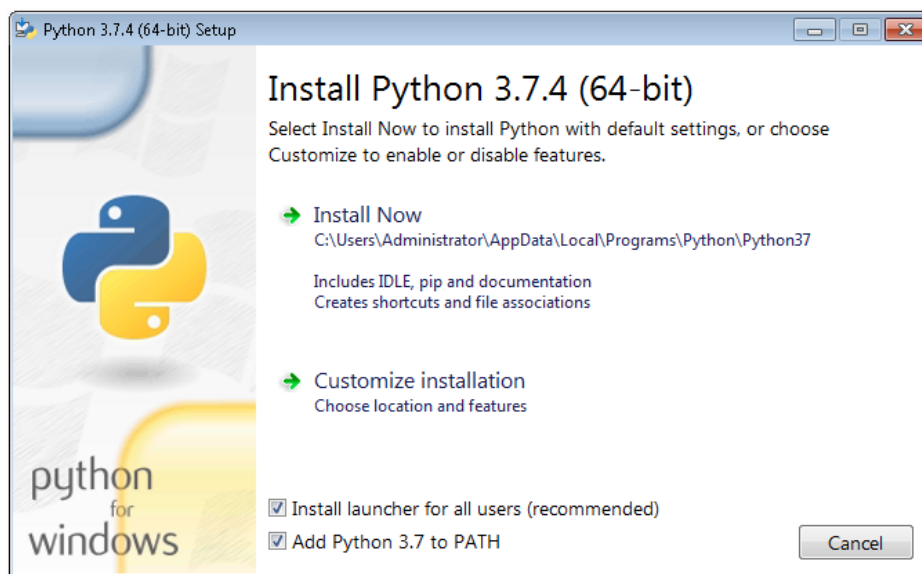 Python 3.7.4 (64-bit) Setup
Install Python 3.7.4 (64-bit)
Select Install Now to install Python with default settings, or choose
Customize to enable or disable features.
Install Now
C:\Users\Administrator\AppData\Local\Programs\Python\Python37
Includes IDLE, pip and documentation
Creates shortcuts and file associations
Customize installation
Choose location and features
python
for
windows
Install launcher for all users (recommended)
Add Python 3.7 to PATH
Cancel